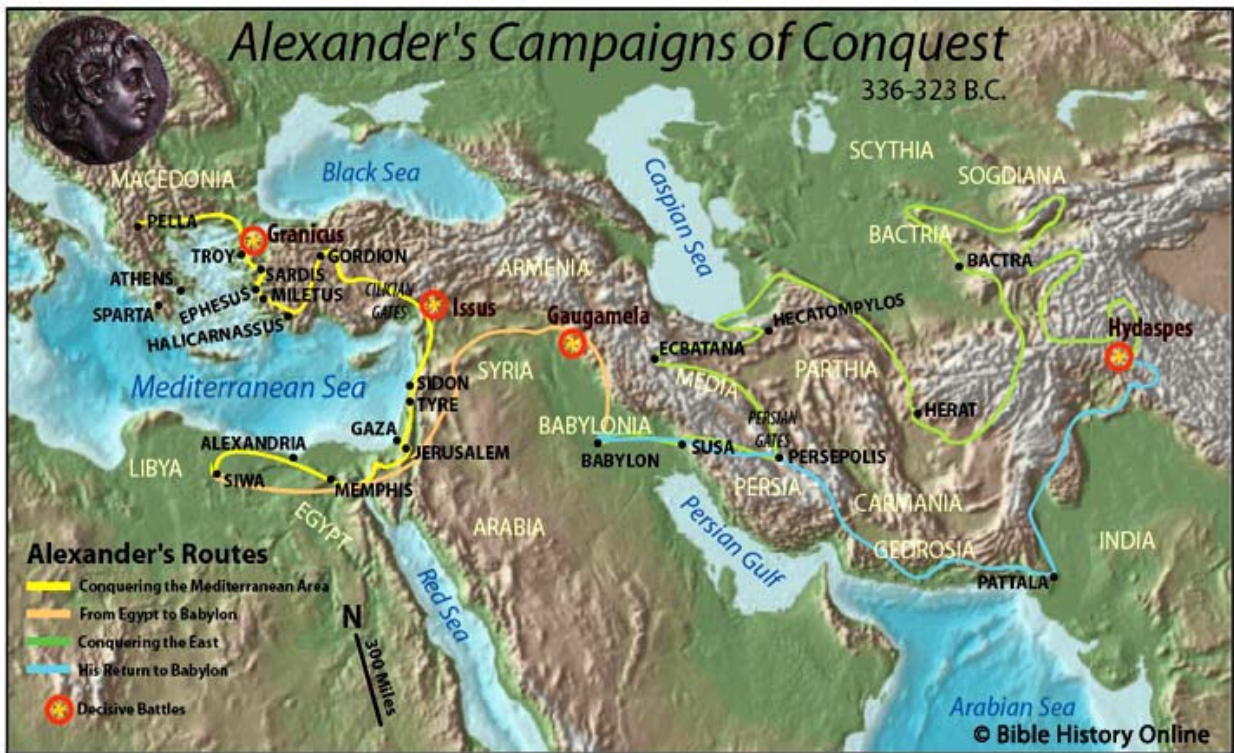 Alexander's Campaigns of Conquest
336-323 B.C.
SCYTHIA
SOGDIANA
Black Sea
Caspian Sea
MACEDONIA
PELLA
Granicus
TROY
GORDION
SARDIS
ATHENS
EPHESUS
MILETUS
SPARTA
HALICARNASSUS
CILICIAN
GATES
Issus
ARMENIA
Gaugamela
BACTRIA
BACTRA
HECATOMPYLOS
Hydaspes
ECBATANA
MEDIA
PARTHIA
HERAT
Mediterranean Sea
SYRIA
SIDON
TYRE
GAZA
JERUSALEM
ALEXANDRIA
LIBYA
SIWA
MEMPHIS
EGYPT
BABYLONIA
BABYLON
SUSA
PERSIAN
GATES
PERSEPOLIS
PERSIA
CARMANIA
GEDROSIA
ARABIA
Persian Gulf
Red Sea
PATTALA
INDIA
Arabian Sea
Alexander's Routes
Conquering the Mediterranean Area
From Egypt to Babylon
Conquering the East
His Return to Babylon
Decisive Battles
N
300 Miles
© Bible History Online